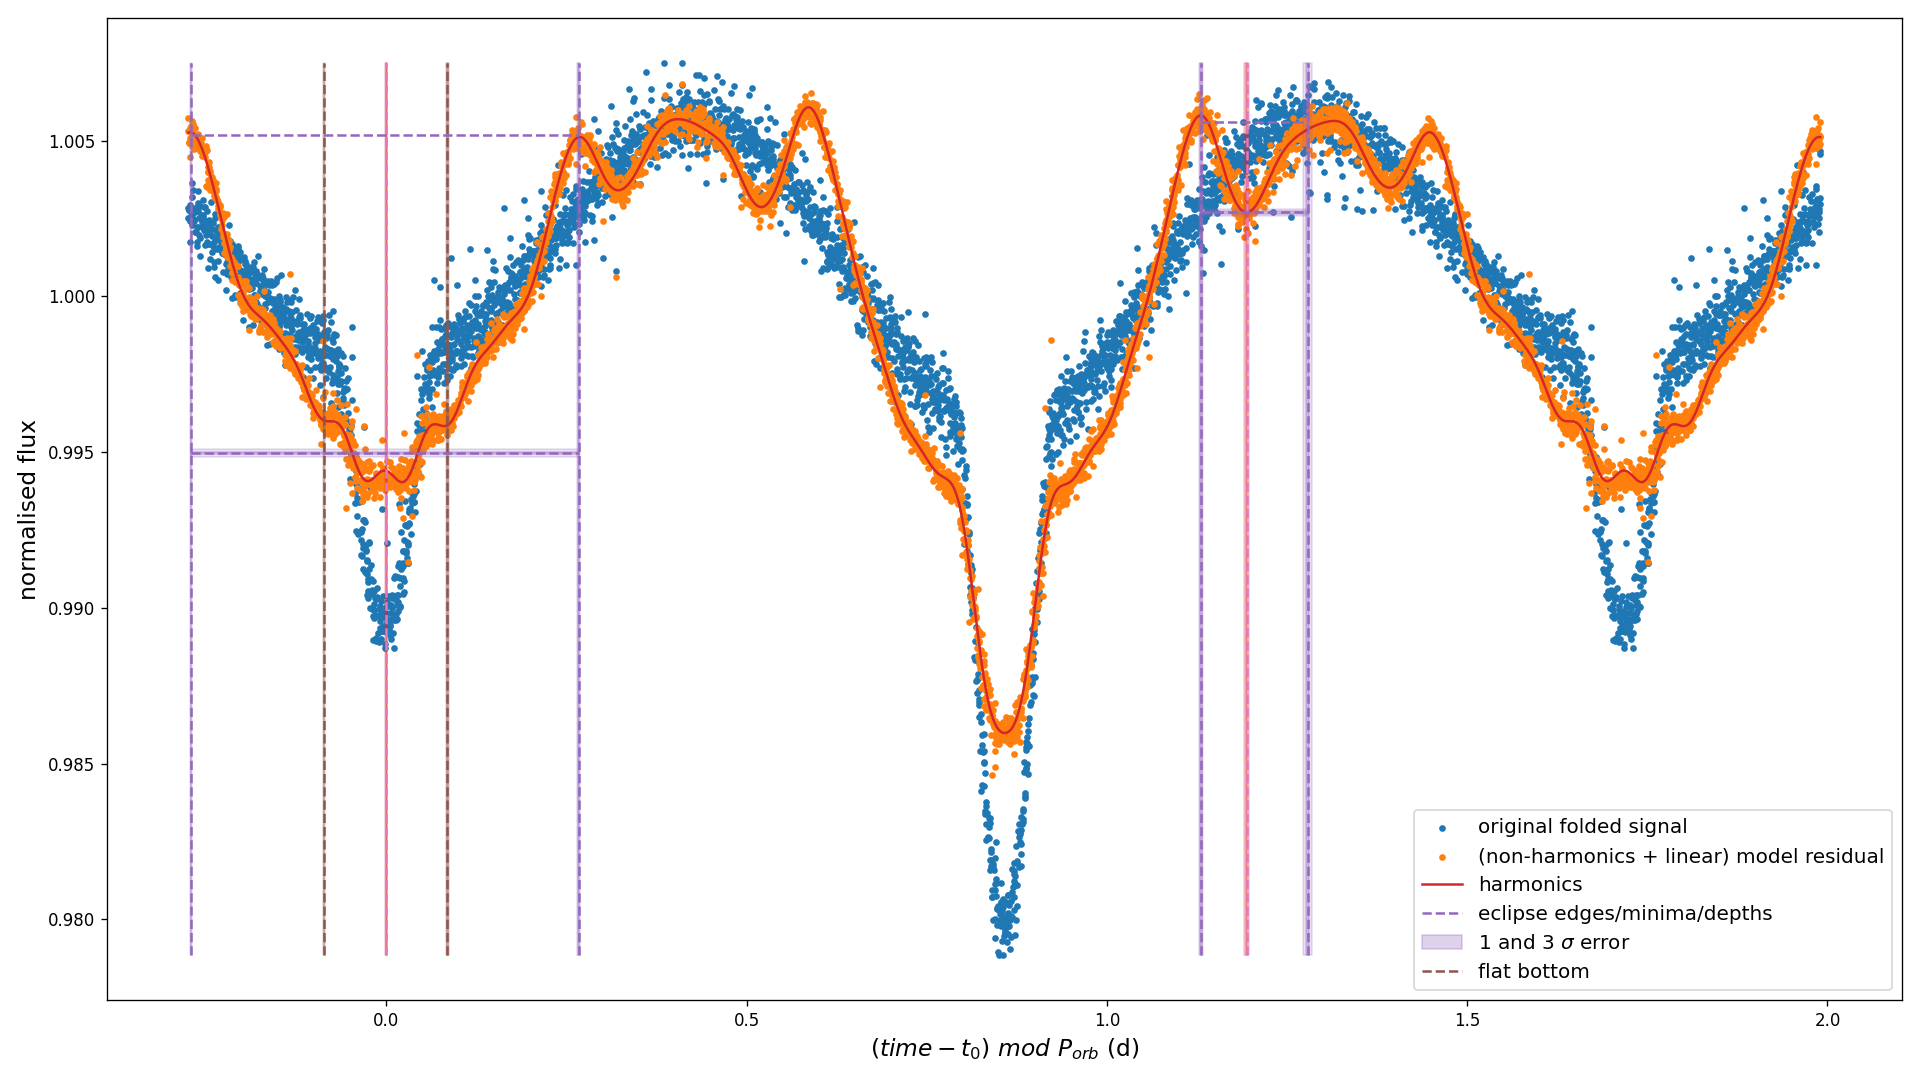 normalised flux
1.005
1.000
0.995
0.990
0.985
0.980
0.0
0.5
1.0
1.5
2.0
(time − t₀) mod P_orb (d)
original folded signal
(non-harmonics + linear) model residual
harmonics
eclipse edges/minima/depths
1 and 3 σ error
flat bottom